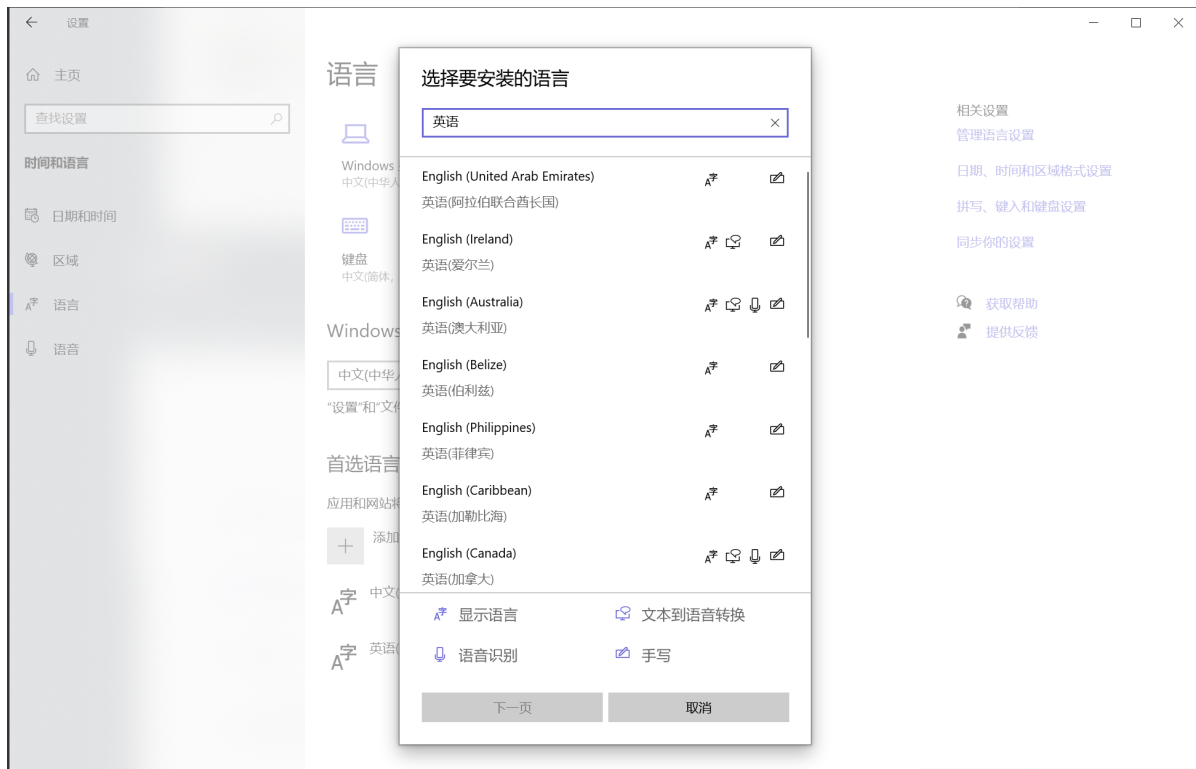 设置
主页
查找设置
时间和语言
日期和时间
区域
语言
语音
语言
Windows
中文(中华人
键盘
中文(简体,
Windows
中文(中华人
"设置"和"文件
首选语言
应用和网站将
添加
中文(
英语(
选择要安装的语言
英语
English (United Arab Emirates)
英语(阿拉伯联合酋长国)
English (Ireland)
英语(爱尔兰)
English (Australia)
英语(澳大利亚)
English (Belize)
英语(伯利兹)
English (Philippines)
英语(菲律宾)
English (Caribbean)
英语(加勒比海)
English (Canada)
英语(加拿大)
显示语言
文本到语音转换
语音识别
手写
下一页
取消
相关设置
管理语言设置
日期、时间和区域格式设置
拼写、键入和键盘设置
同步你的设置
获取帮助
提供反馈